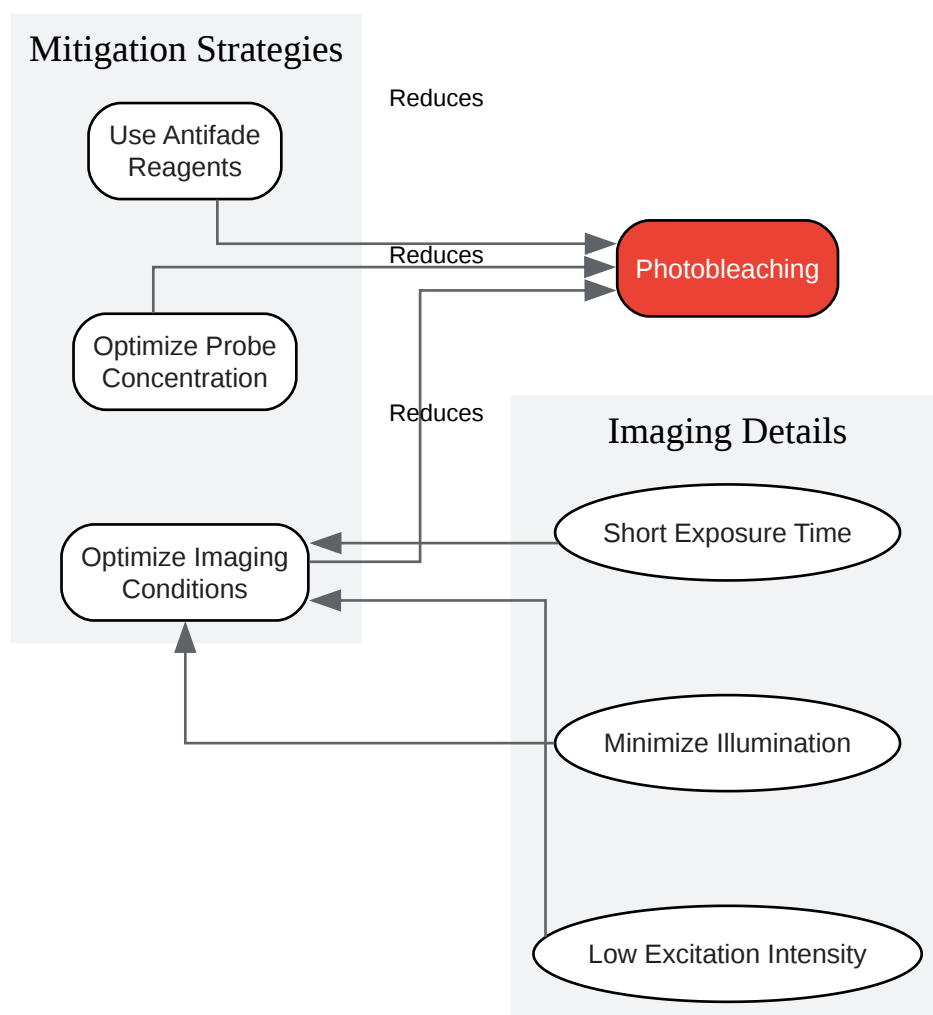 Mitigation Strategies
Reduces
Use Antifade
Reagents
Reduces
Photobleaching
Optimize Probe
Concentration
Reduces
Imaging Details
Short Exposure Time
Optimize Imaging
Conditions
Minimize Illumination
Low Excitation Intensity